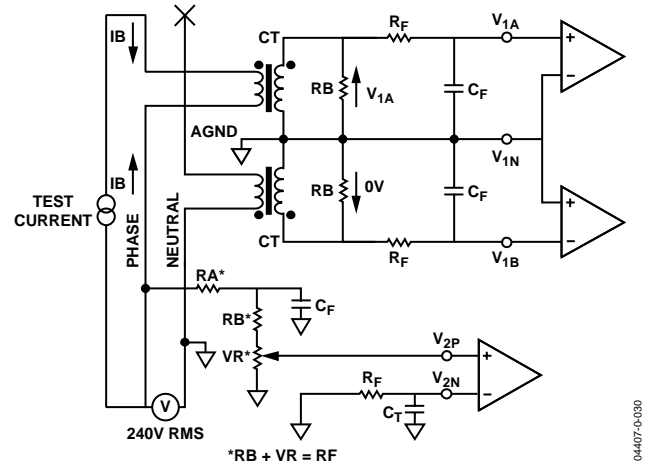 IB
CT
RF
V1A
RB
V1A
CF
AGND
V1N
TEST
CURRENT
IB
PHASE
NEUTRAL
RB
0V
CF
CT
RF
V1B
RA*
CF
RB*
VR*
V2P
RF
V2N
CT
V
240V RMS
*RB + VR = RF
04407-0-030
+
−
+
−
+
−